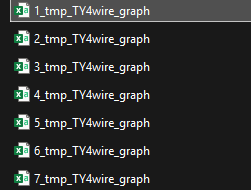 1_tmp_TY4wire_graph
2_tmp_TY4wire_graph
3_tmp_TY4wire_graph
4_tmp_TY4wire_graph
5_tmp_TY4wire_graph
6_tmp_TY4wire_graph
7_tmp_TY4wire_graph